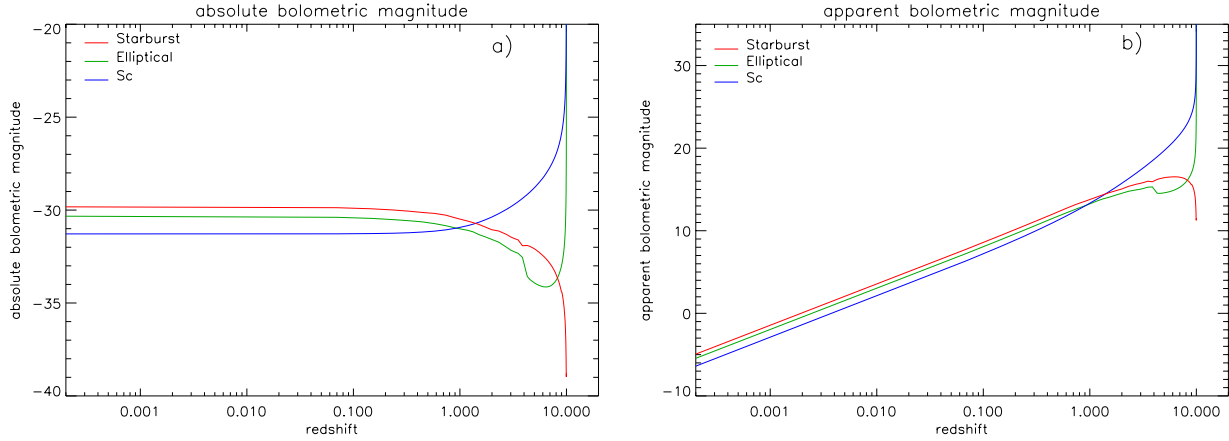 absolute bolometric magnitude
a)
Starburst
Elliptical
Sc
absolute bolometric magnitude
-20
-25
-30
-35
-40
0.001
0.010
0.100
1.000
10.000
redshift
apparent bolometric magnitude
b)
Starburst
Elliptical
Sc
apparent bolometric magnitude
30
20
10
0
-10
0.001
0.010
0.100
1.000
10.000
redshift